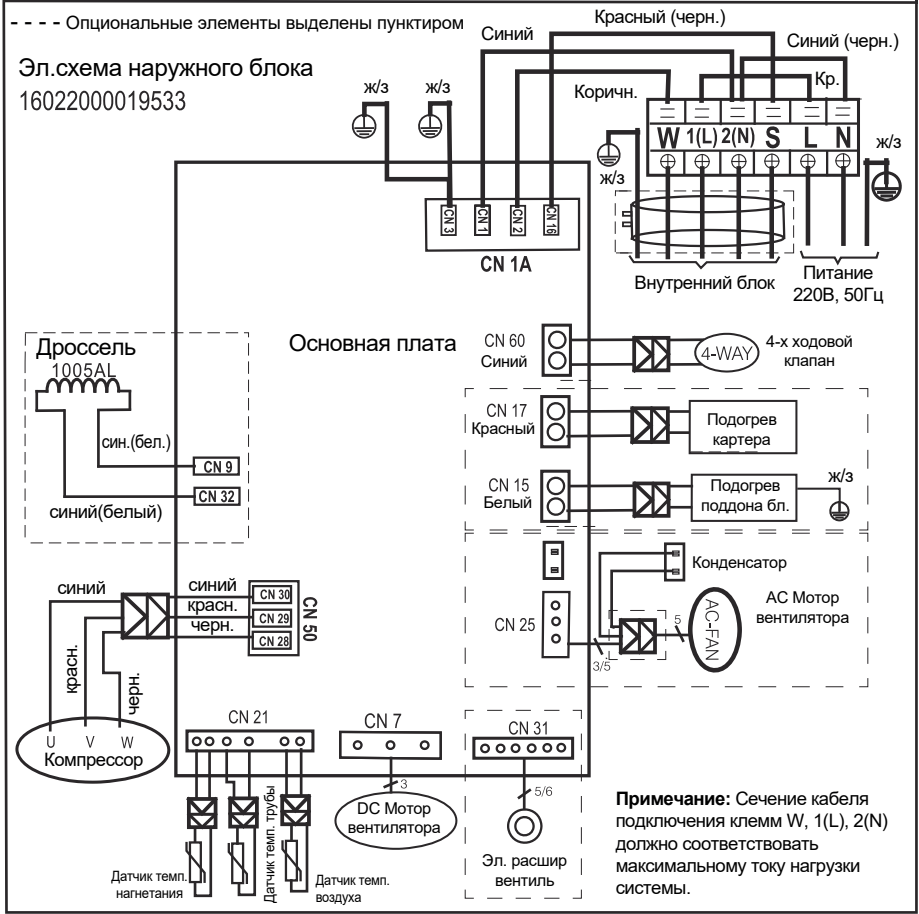 - - - - Опциональные элементы выделены пунктиром
Эл.схема наружного блока
16022000019533
Красный (черн.)
Синий
Синий (черн.)
Коричн.
Кр.
ж/з
ж/з
W 1(L) 2(N) S L N
ж/з
ж/з
CN 3
CN 1
CN 2
CN 16
CN 1A
Внутренний блок
Питание
220В, 50Гц
Дроссель
1005AL
син.(бел.)
CN 9
CN 32
синий(белый)
Основная плата
CN 60
Синий
4-WAY
4-х ходовой
клапан
CN 17
Красный
Подогрев
картера
CN 15
Белый
Подогрев
поддона бл.
ж/з
Конденсатор
CN 25
3/5
5
AC-FAN
АС Мотор
вентилятора
синий
красн.
черн.
синий
красн.
черн.
CN 30
CN 29
CN 28
CN 50
U V W
Компрессор
CN 21
Датчик темп.
нагнетания
Датчик темп. трубы
Датчик темп.
воздуха
CN 7
3
DC Мотор
вентилятора
CN 31
5/6
Эл. расшир
вентиль
Примечание: Сечение кабеля
подключения клемм W, 1(L), 2(N)
должно соответствовать
максимальному току нагрузки
системы.